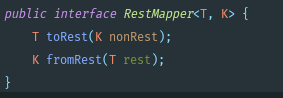 public interface RestMapper<T, K> {
    T toRest(K nonRest);
    K fromRest(T rest);
}